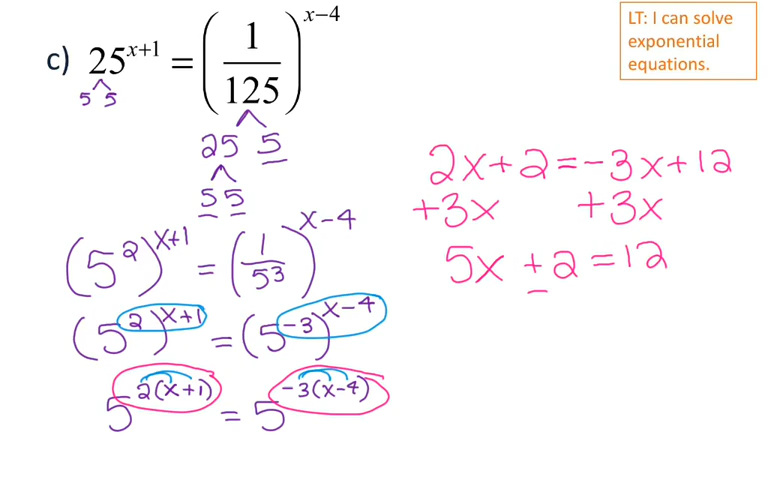 LT: I can solve
exponential
equations.
c) 25^{x+1} = (1/125)^{x–4}
5 5
25 5
5 5
(5^2)^{x+1} = (1/5^3)^{x-4}
(5^2)^{x+1} = (5^{-3})^{x-4}
5^{2(x+1)} = 5^{-3(x-4)}
2x+2=-3x+12
+3x +3x
5x +2=12